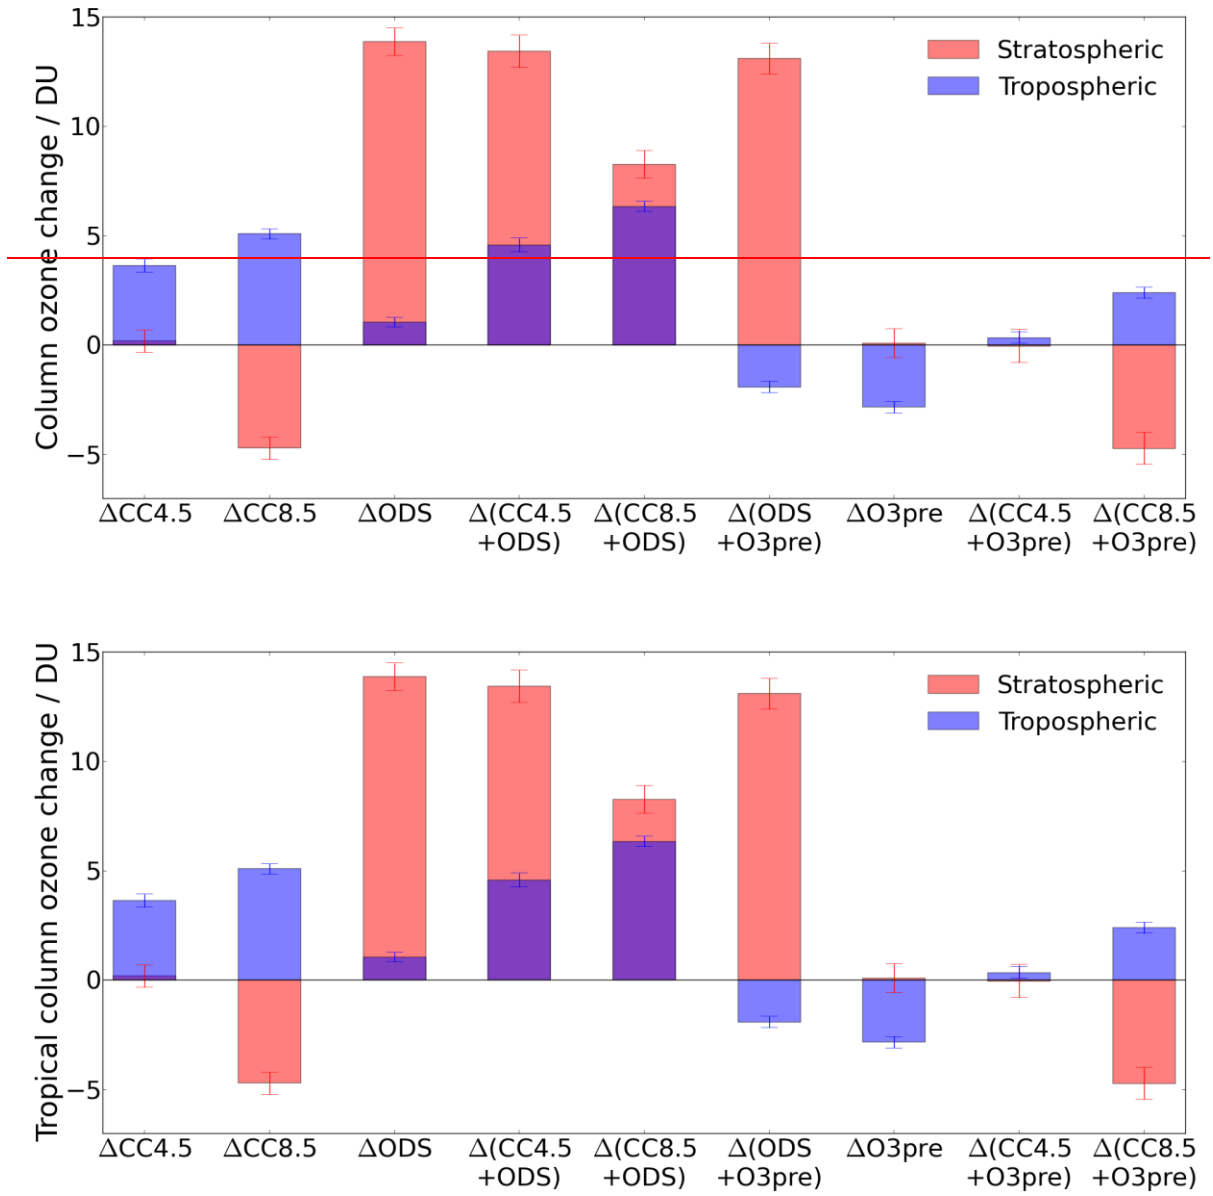 Column ozone change / DU
15
10
5
0
−5
Stratospheric
Tropospheric
ΔCC4.5 ΔCC8.5 ΔODS Δ(CC4.5 Δ(CC8.5 Δ(ODS ΔO3pre Δ(CC4.5 Δ(CC8.5
+ODS) +ODS) +O3pre) +O3pre) +O3pre)
Tropical column ozone change / DU
15
10
5
0
−5
Stratospheric
Tropospheric
ΔCC4.5 ΔCC8.5 ΔODS Δ(CC4.5 Δ(CC8.5 Δ(ODS ΔO3pre Δ(CC4.5 Δ(CC8.5
+ODS) +ODS) +O3pre) +O3pre) +O3pre)